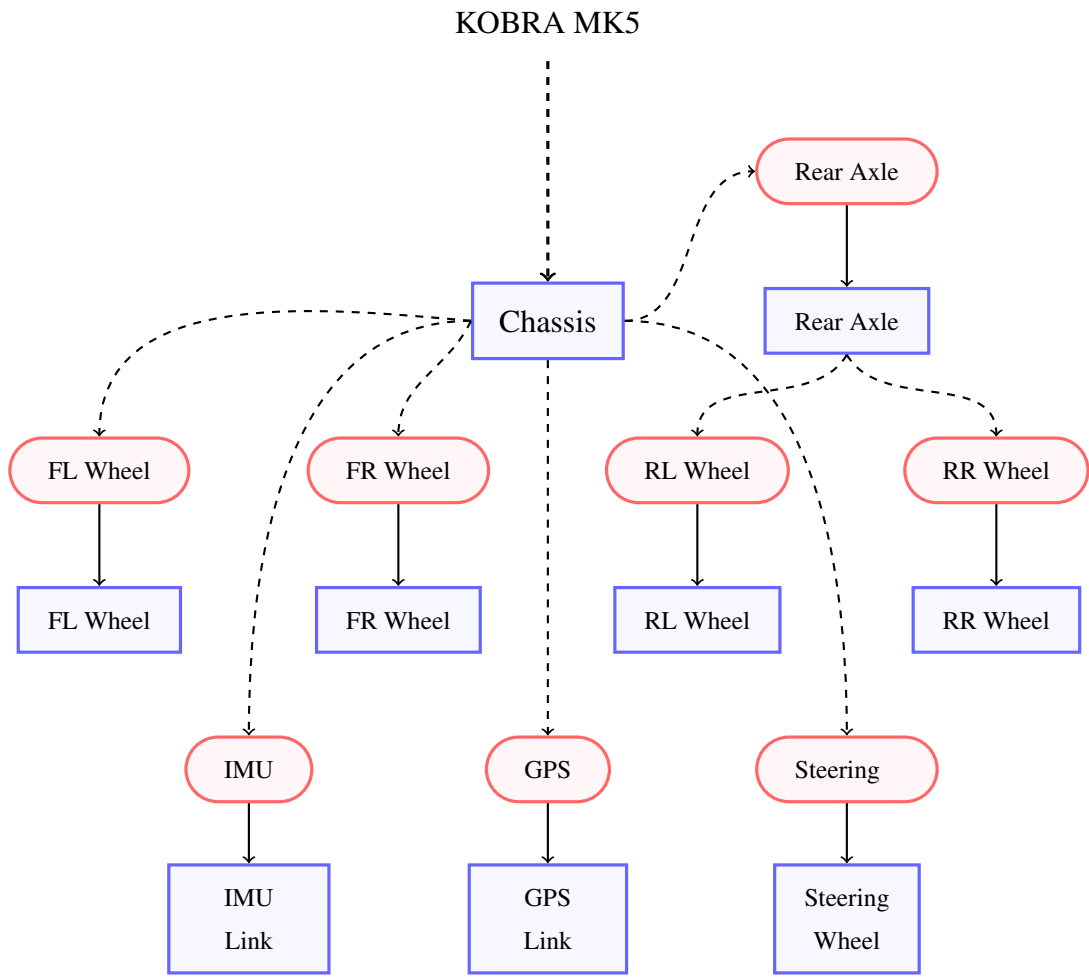 KOBRA MK5
Rear Axle
Chassis
Rear Axle
FL Wheel
FR Wheel
RL Wheel
RR Wheel
FL Wheel
FR Wheel
RL Wheel
RR Wheel
IMU
GPS
Steering
IMU
Link
GPS
Link
Steering
Wheel